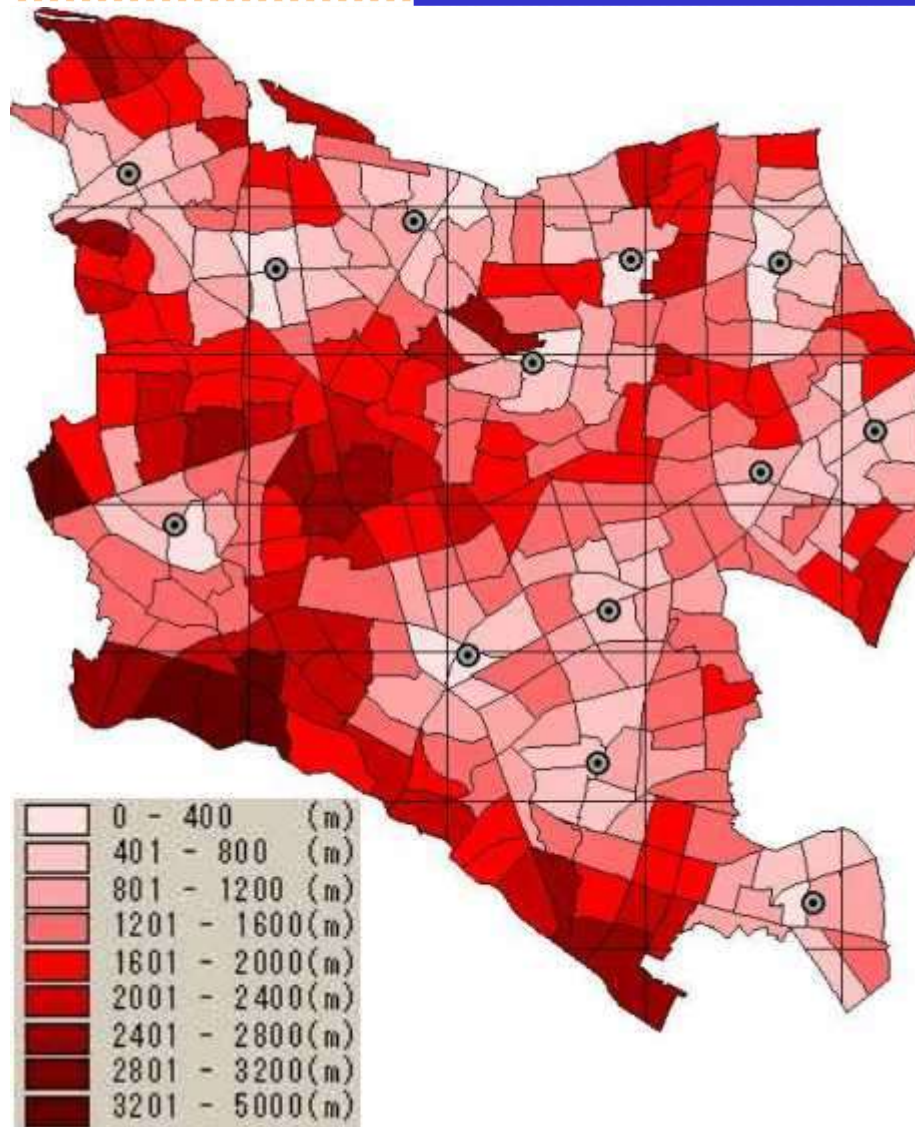 0 - 400 (m)
401 - 800 (m)
801 - 1200 (m)
1201 - 1600(m)
1601 - 2000(m)
2001 - 2400(m)
2401 - 2800(m)
2801 - 3200(m)
3201 - 5000(m)